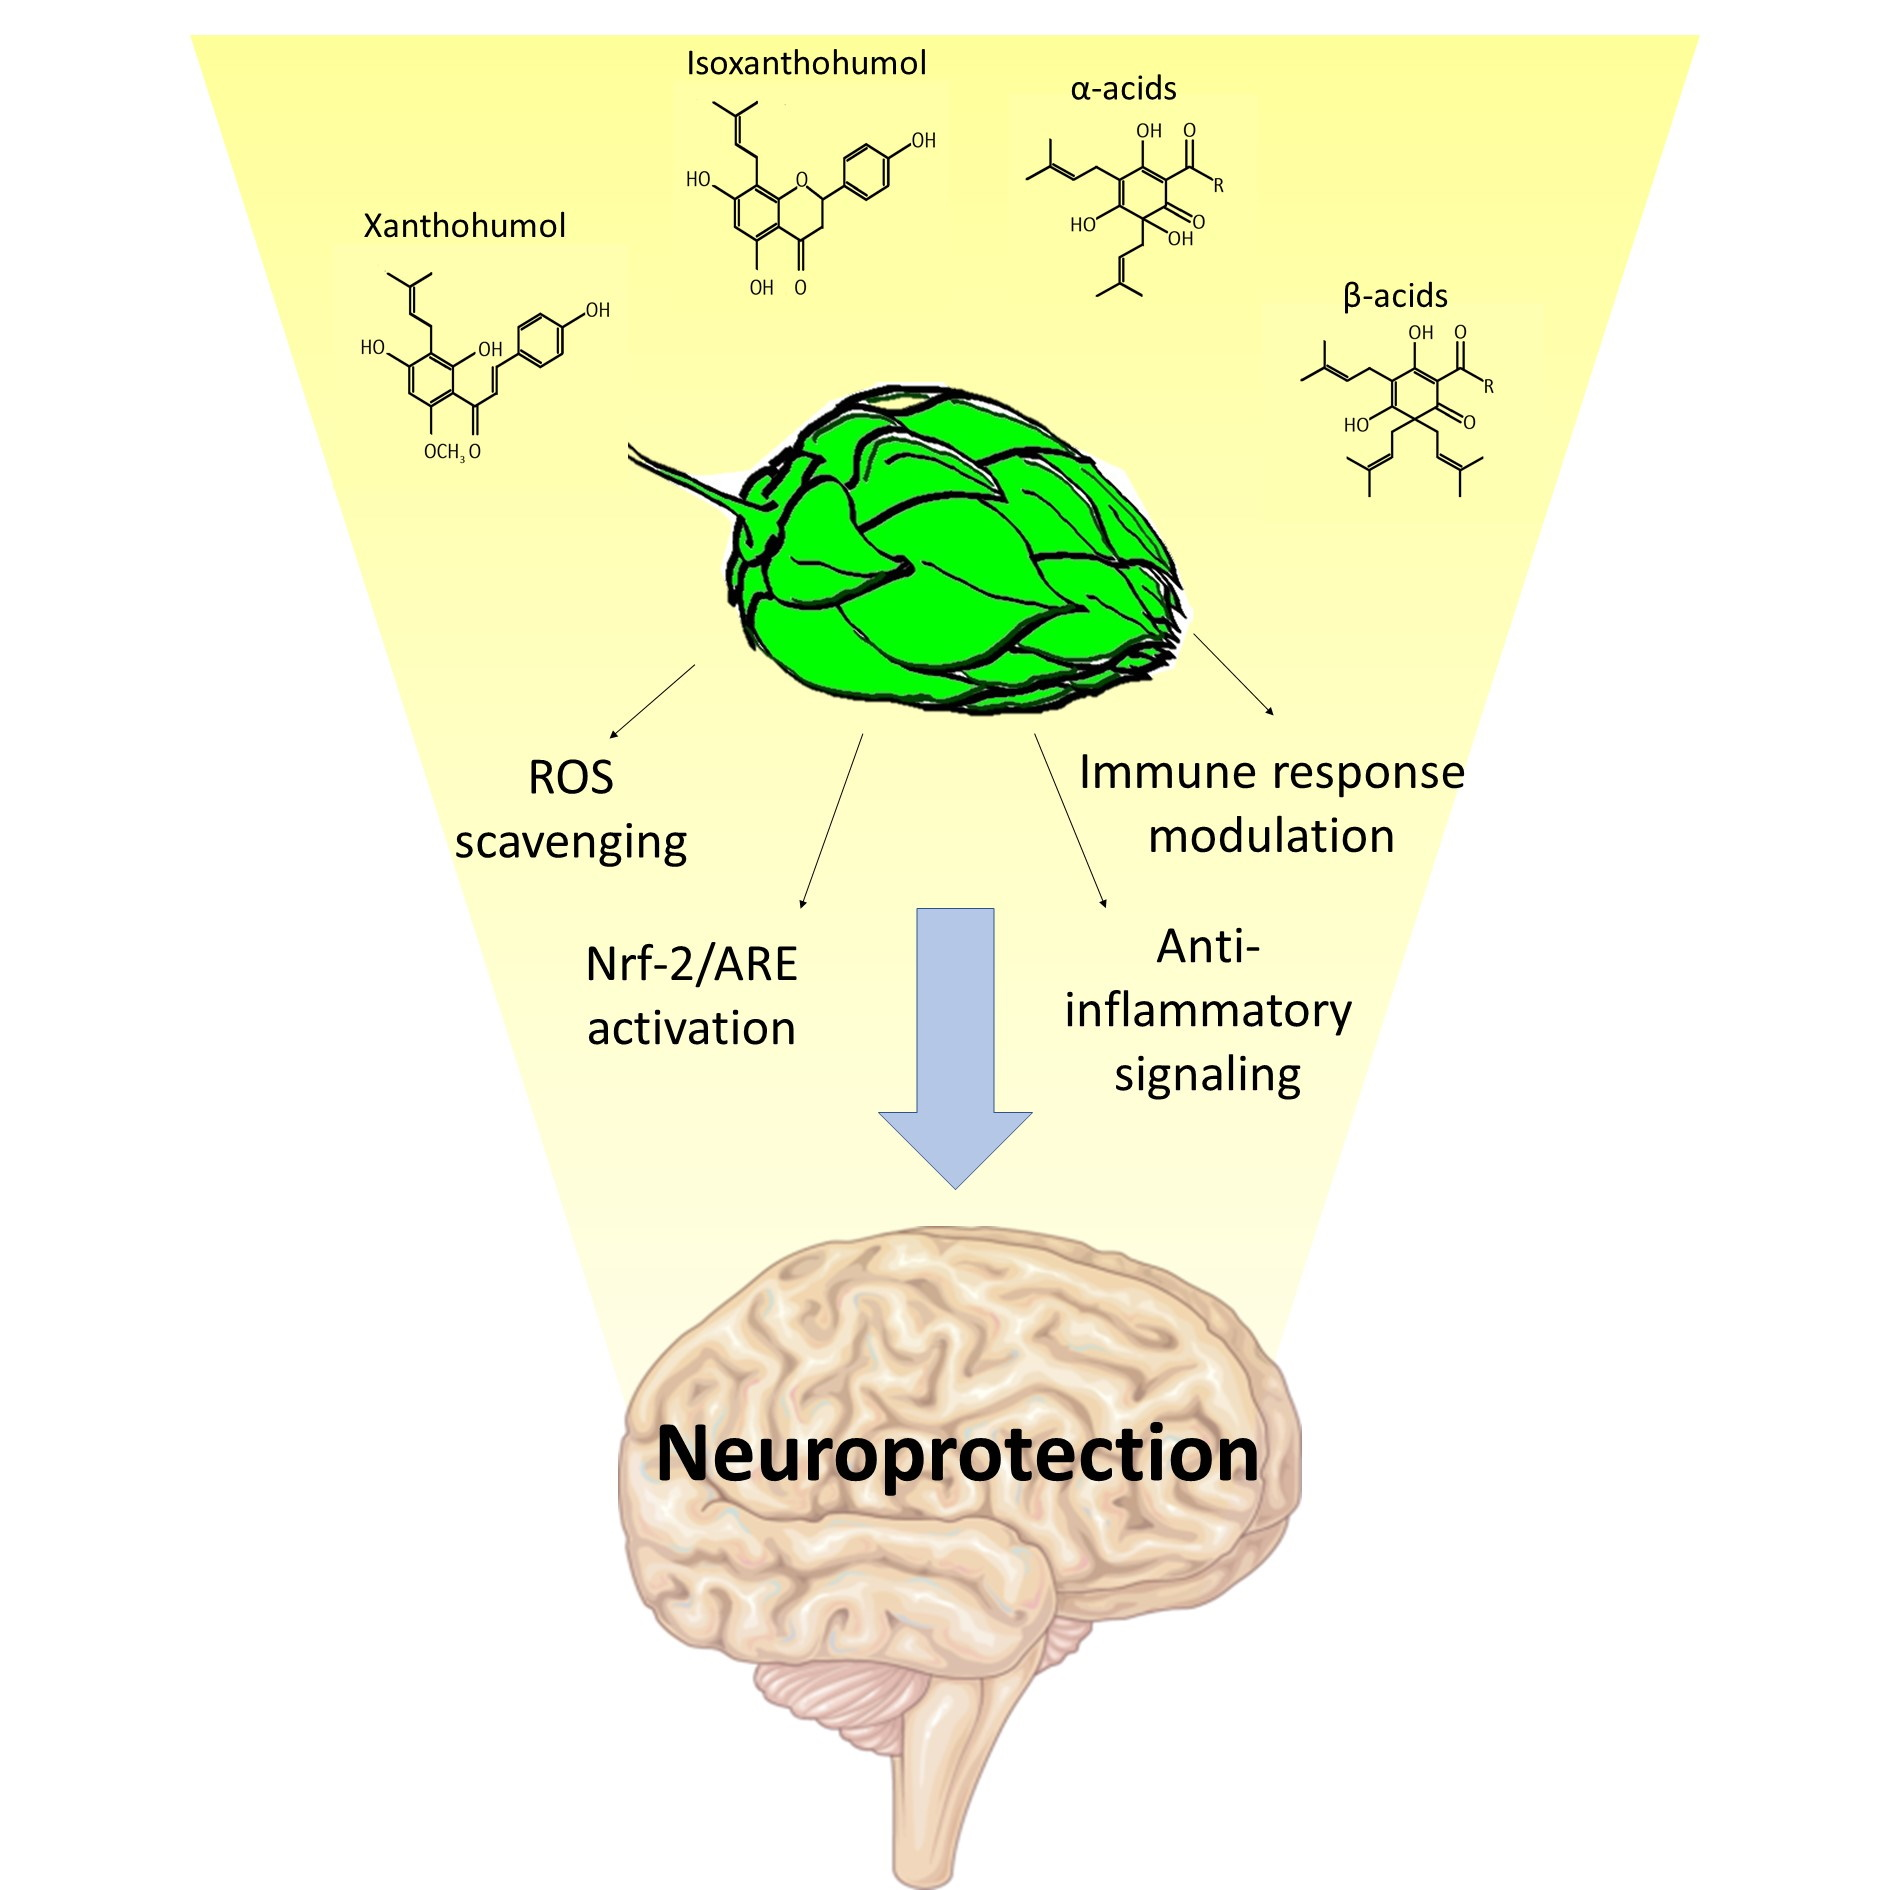 Isoxanthohumol
OH
HO
O
OH O
α-acids
OH O
R
HO
O
OH
Xanthohumol
OH
HO
OH
OCH₃ O
β-acids
OH O
R
HO
O
ROS
scavenging
Immune response
modulation
Nrf-2/ARE
activation
Anti-
inflammatory
signaling
Neuroprotection